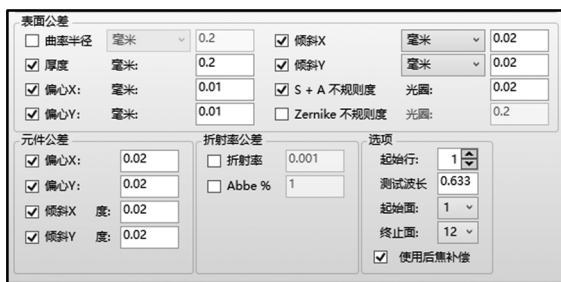 表面公差
曲率半径 毫米 0.2 倾斜X 毫米 0.02
厚度 毫米: 0.2 倾斜Y 毫米 0.02
偏心X: 毫米: 0.01 S + A 不规则度 光圈: 0.02
偏心Y: 毫米: 0.01 Zernike 不规则度 光圈: 0.2
元件公差 折射率公差 选项
偏心X: 0.02 折射率 0.001 起始行: 1
偏心Y: 0.02 Abbe % 1 测试波长 0.633
倾斜X 度: 0.02 起始面: 1
倾斜Y 度: 0.02 终止面: 12
使用后焦补偿